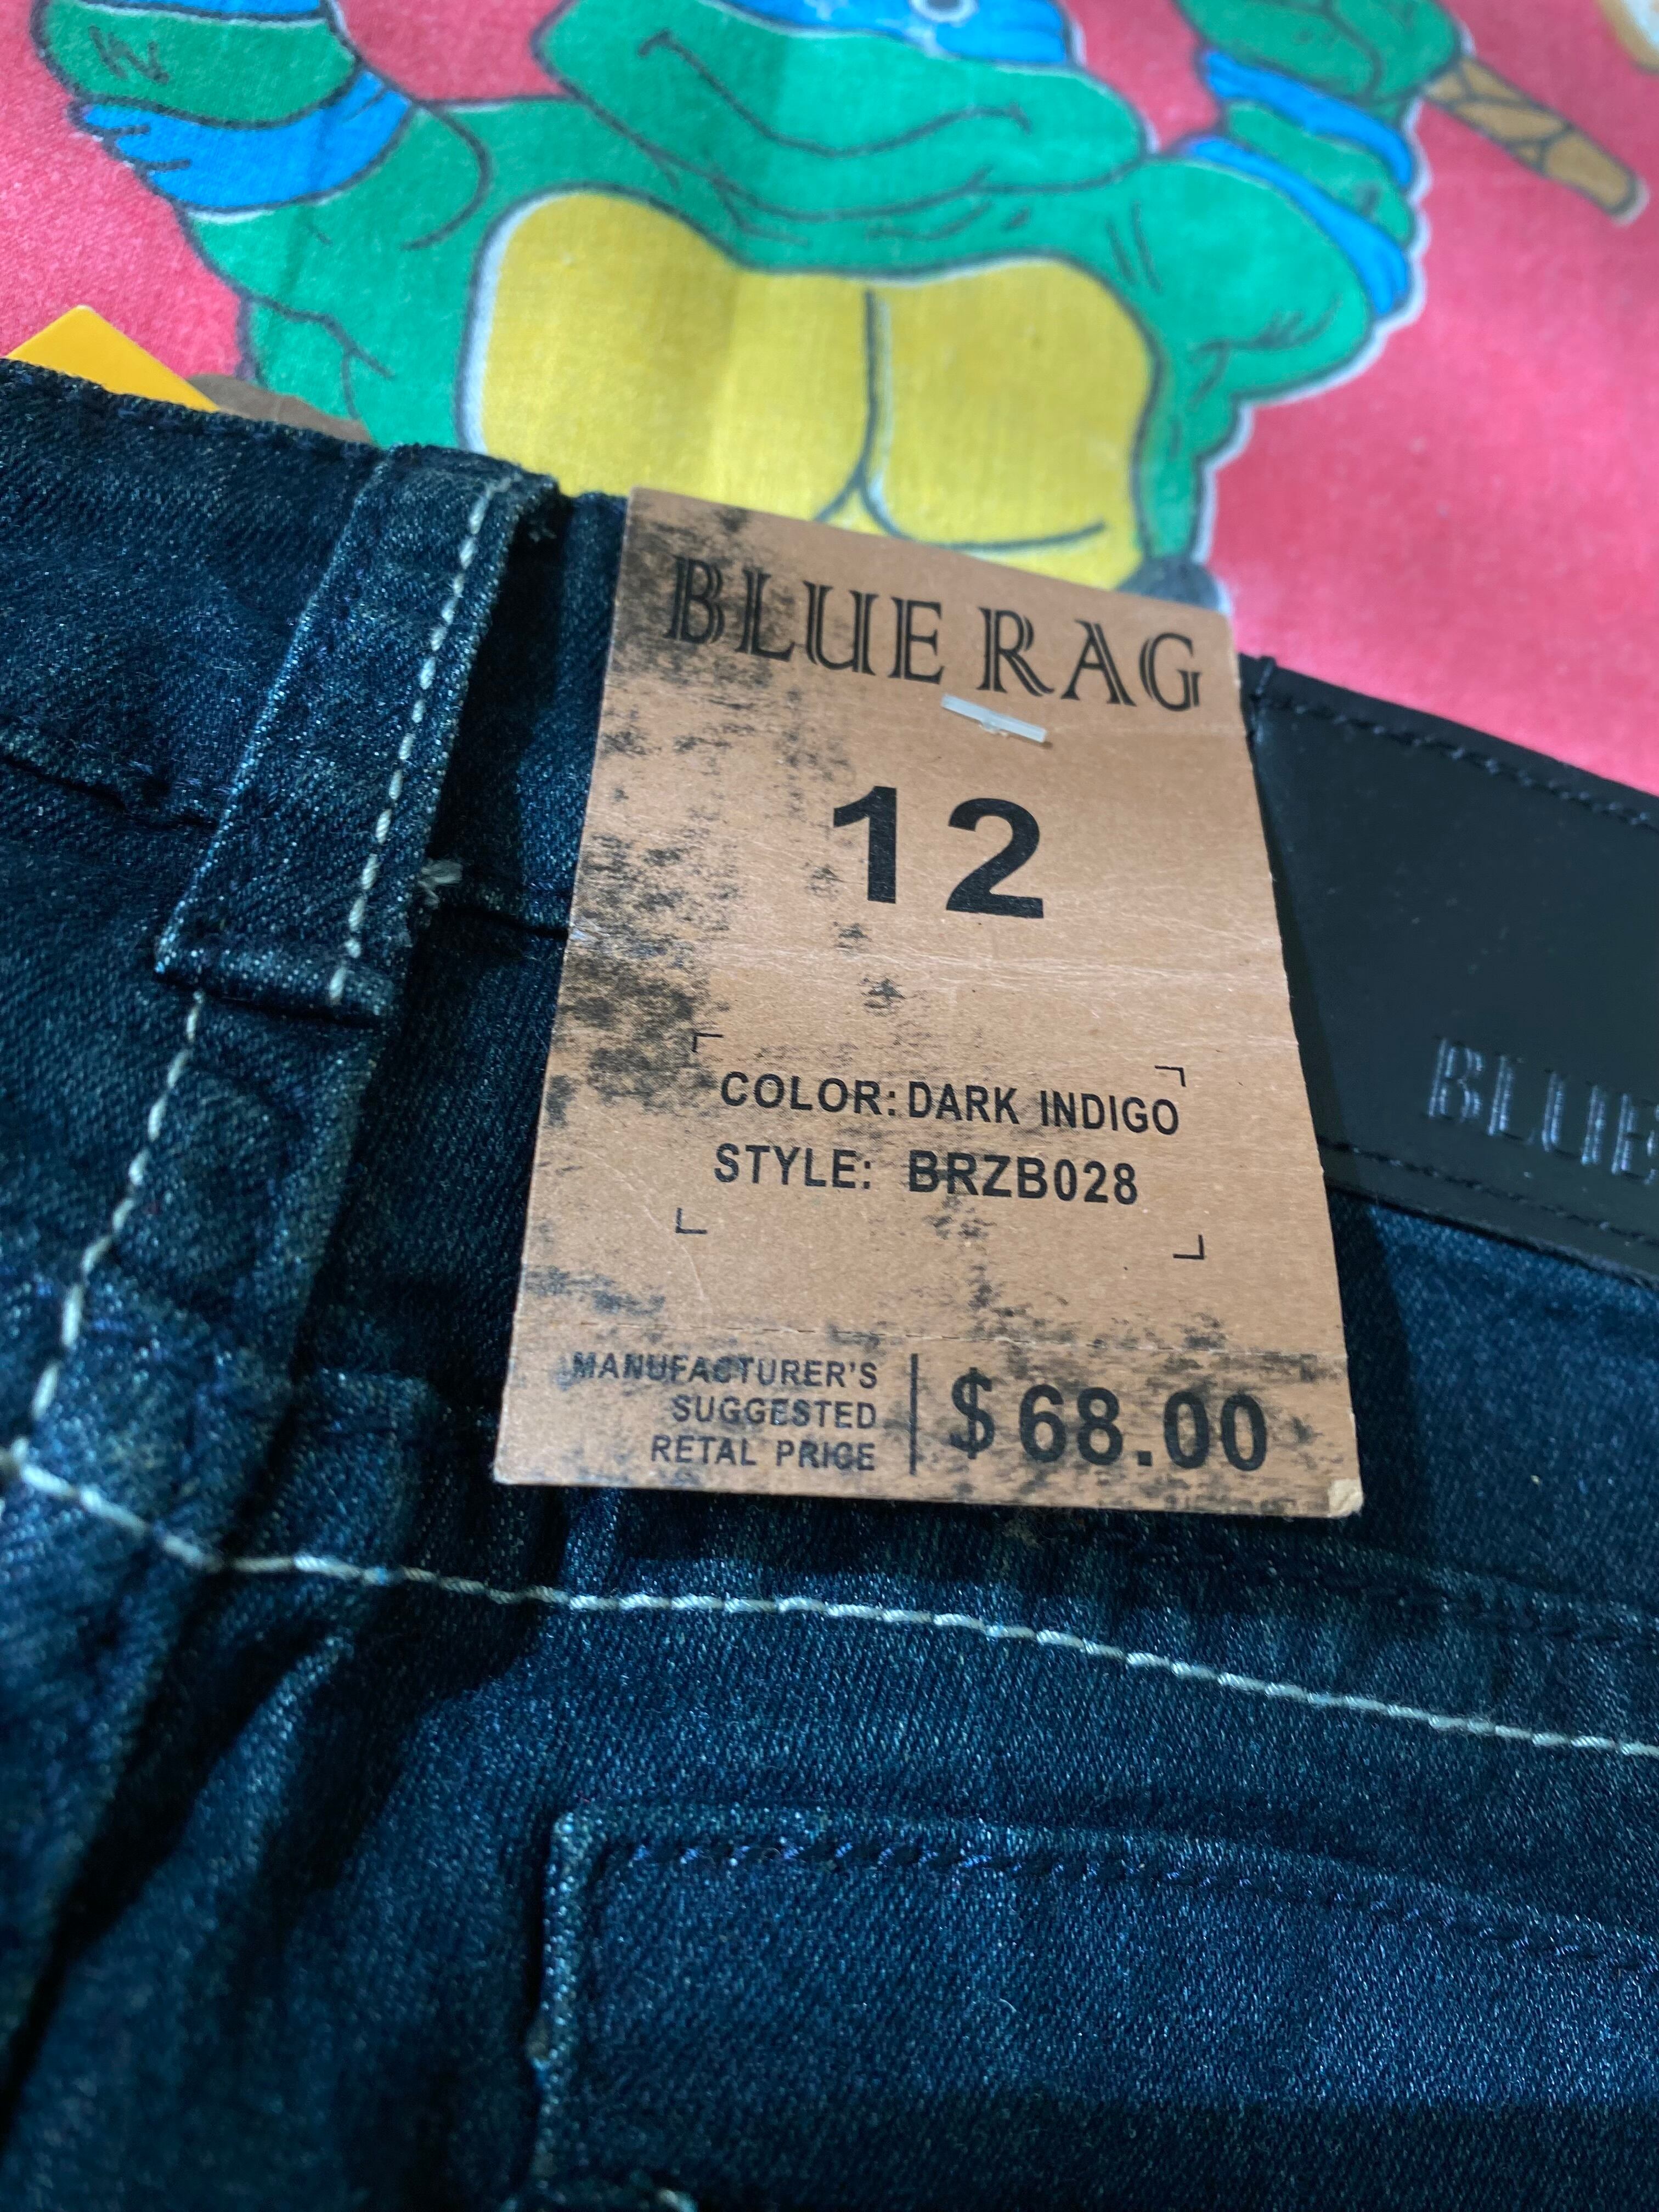 BLUE RAG
12
COLOR: DARK INDIGO
STYLE: BRZB028
MANUFACTURER'S
SUGGESTED
RETAL PRICE
$68.00
BLUE